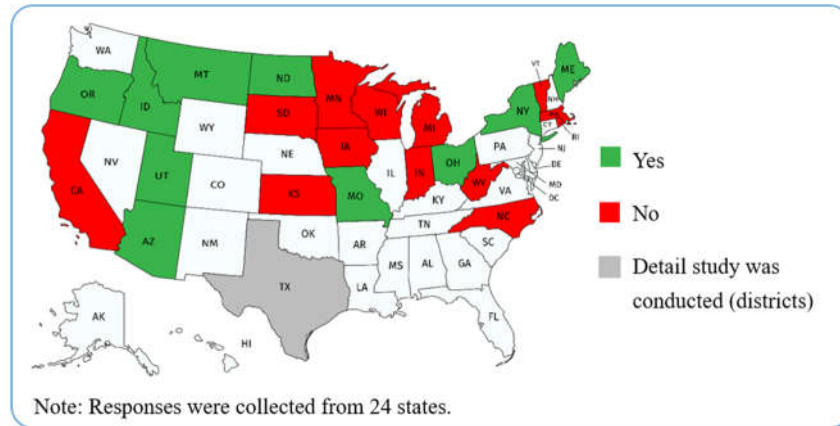 WA
MT
ND
OR
ID
SD
MN
WI
MI
WY
NV
UT
CA
AZ
CO
NM
NE
IA
KS
MO
OK
TX
AR
LA
IL
IN
OH
KY
TN
MS
AL
GA
FL
SC
NC
VA
WV
PA
NY
VT
NH
ME
CT
RI
NJ
DE
MD
DC
AK
HI
Yes
No
Detail study was
conducted (districts)
Note: Responses were collected from 24 states.